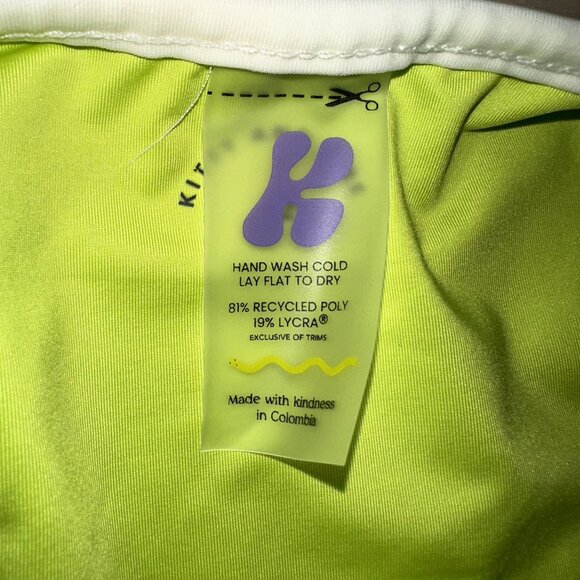 K
KIT
HAND WASH COLD
LAY FLAT TO DRY
81% RECYCLED POLY
19% LYCRA®
EXCLUSIVE OF TRIMS
Made with kindness
in Colombia